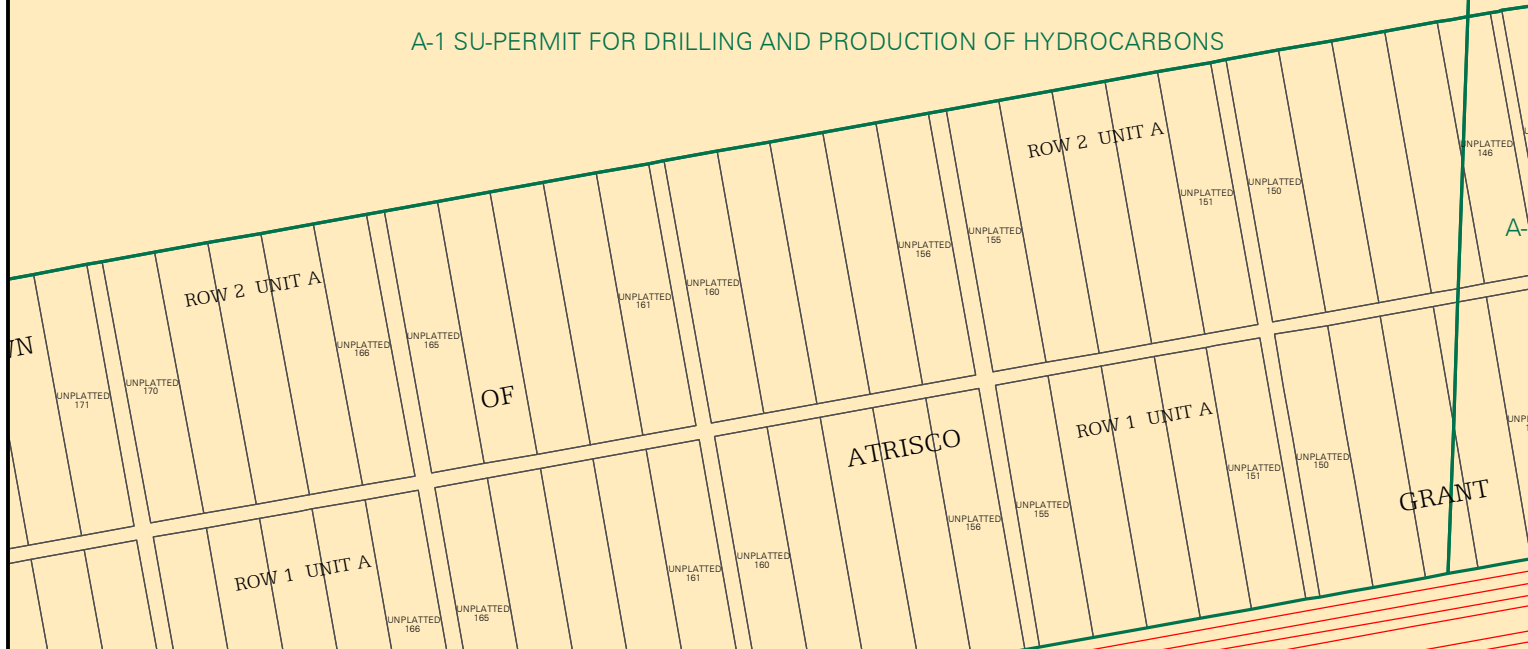 A-1 SU-PERMIT FOR DRILLING AND PRODUCTION OF HYDROCARBONS
ROW 2 UNIT A
UNPLATTED
146
UNPLATTED
150
UNPLATTED
151
A-
UNPLATTED
155
UNPLATTED
156
ROW 2 UNIT A
UNPLATTED
160
UNPLATTED
161
UNPLATTED
165
UNPLATTED
166
UNPLATTED
170
UNPLATTED
171
OF
ATRISCO
GRANT
ROW 1 UNIT A
UNPLATTED
150
UNPLATTED
151
UNPLATTED
155
UNPLATTED
156
UNPLATTED
160
UNPLATTED
161
ROW 1 UNIT A
UNPLATTED
165
UNPLATTED
166